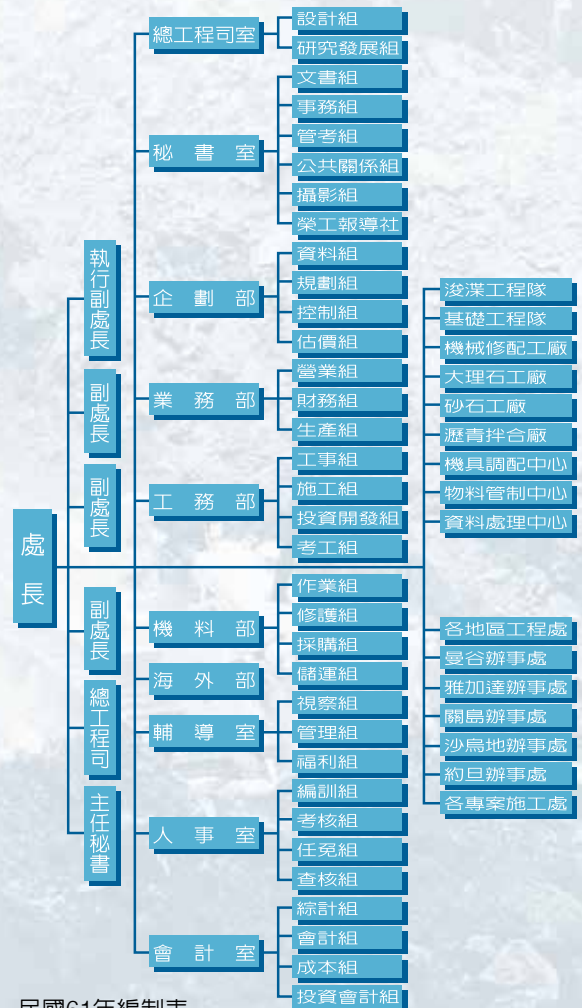 處長
執行副處長
副處長
副處長
副處長
總工程司
主任秘書
總工程司室
設計組
研究發展組
秘書室
文書組
事務組
管考組
公共關係組
攝影組
榮工報導社
企劃部
資料組
規劃組
控制組
估價組
業務部
營業組
財務組
生產組
工務部
工事組
施工組
投資開發組
考工組
機料部
作業組
修護組
採購組
儲運組
海外部
輔導室
視察組
管理組
福利組
人事室
編訓組
考核組
任免組
查核組
會計室
綜計組
會計組
成本組
投資會計組
浚渫工程隊
基礎工程隊
機械修配工廠
大理石工廠
砂石工廠
瀝青拌合廠
機具調配中心
物料管制中心
資料處理中心
各地區工程處
曼谷辦事處
雅加達辦事處
關島辦事處
沙烏地辦事處
約旦辦事處
各專案施工處
民國61年編制表